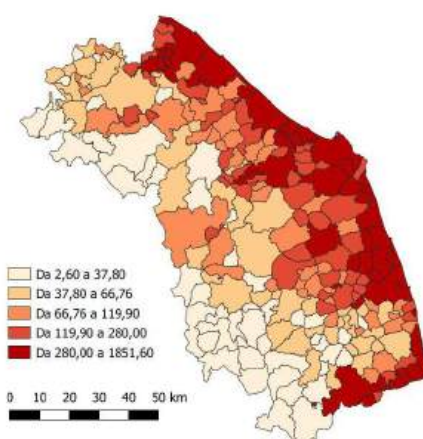 Da 2,60 a 37,80
Da 37,80 a 66,76
Da 66,76 a 119,90
Da 119,90 a 280,00
Da 280,00 a 1851,60
0 10 20 30 40 50 km